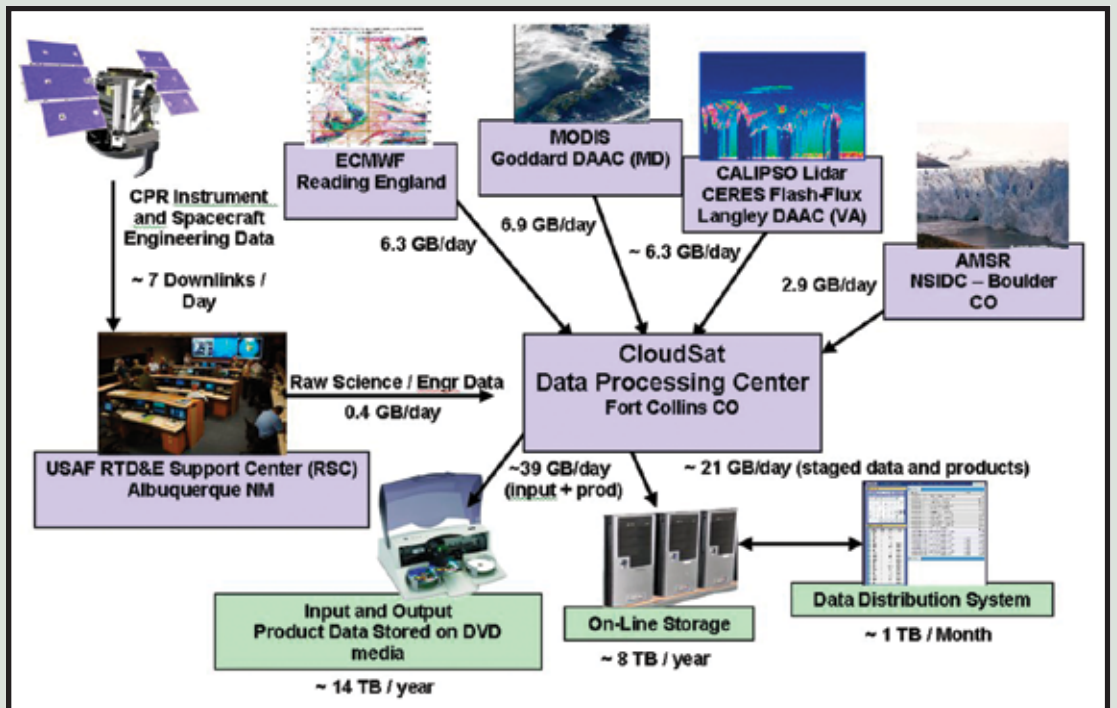 ECMWF
Reading England
MODIS
Goddard DAAC (MD)
CALIPSO Lidar
CERES Flash-Flux
Langley DAAC (VA)
AMSR
NSIDC – Boulder
CO
CPR Instrument
and Spacecraft
Engineering Data
~ 7 Downlinks /
Day
6.3 GB/day
6.9 GB/day
~ 6.3 GB/day
2.9 GB/day
CloudSat
Data Processing Center
Fort Collins CO
Raw Science / Engr Data
0.4 GB/day
USAF RTD&E Support Center (RSC)
Albuquerque NM
~39 GB/day
(input + prod)
~ 21 GB/day (staged data and products)
Input and Output
Product Data Stored on DVD
media
~ 14 TB / year
On-Line Storage
~ 8 TB / year
Data Distribution System
~ 1 TB / Month